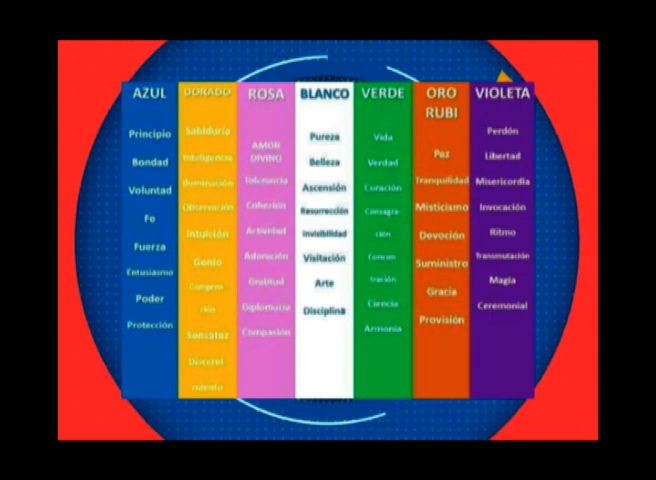 AZUL
Principio
Bondad
Voluntad
Fe
Fuerza
Entusiasmo
Poder
Protección
DORADO
Sabiduría
Inteligencia
Iluminación
Observación
Intuición
Genio
Sensatez
Discerni
miento
ROSA
AMOR
DIVINO
Tolerancia
Cohesión
Actividad
Adoración
Gratitud
Diplomacia
Compasión
BLANCO
Pureza
Belleza
Ascensión
Resurrección
Invisibilidad
Visitación
Arte
Disciplina
VERDE
Vida
Verdad
Curación
Consagra-
ción
Concen-
tración
Ciencia
Armonía
ORO
RUBI
Paz
Tranquilidad
Misticismo
Devoción
Suministro
Gracia
Provisión
VIOLETA
Perdón
Libertad
Misericordia
Invocación
Ritmo
Transmutación
Magia
Ceremonial